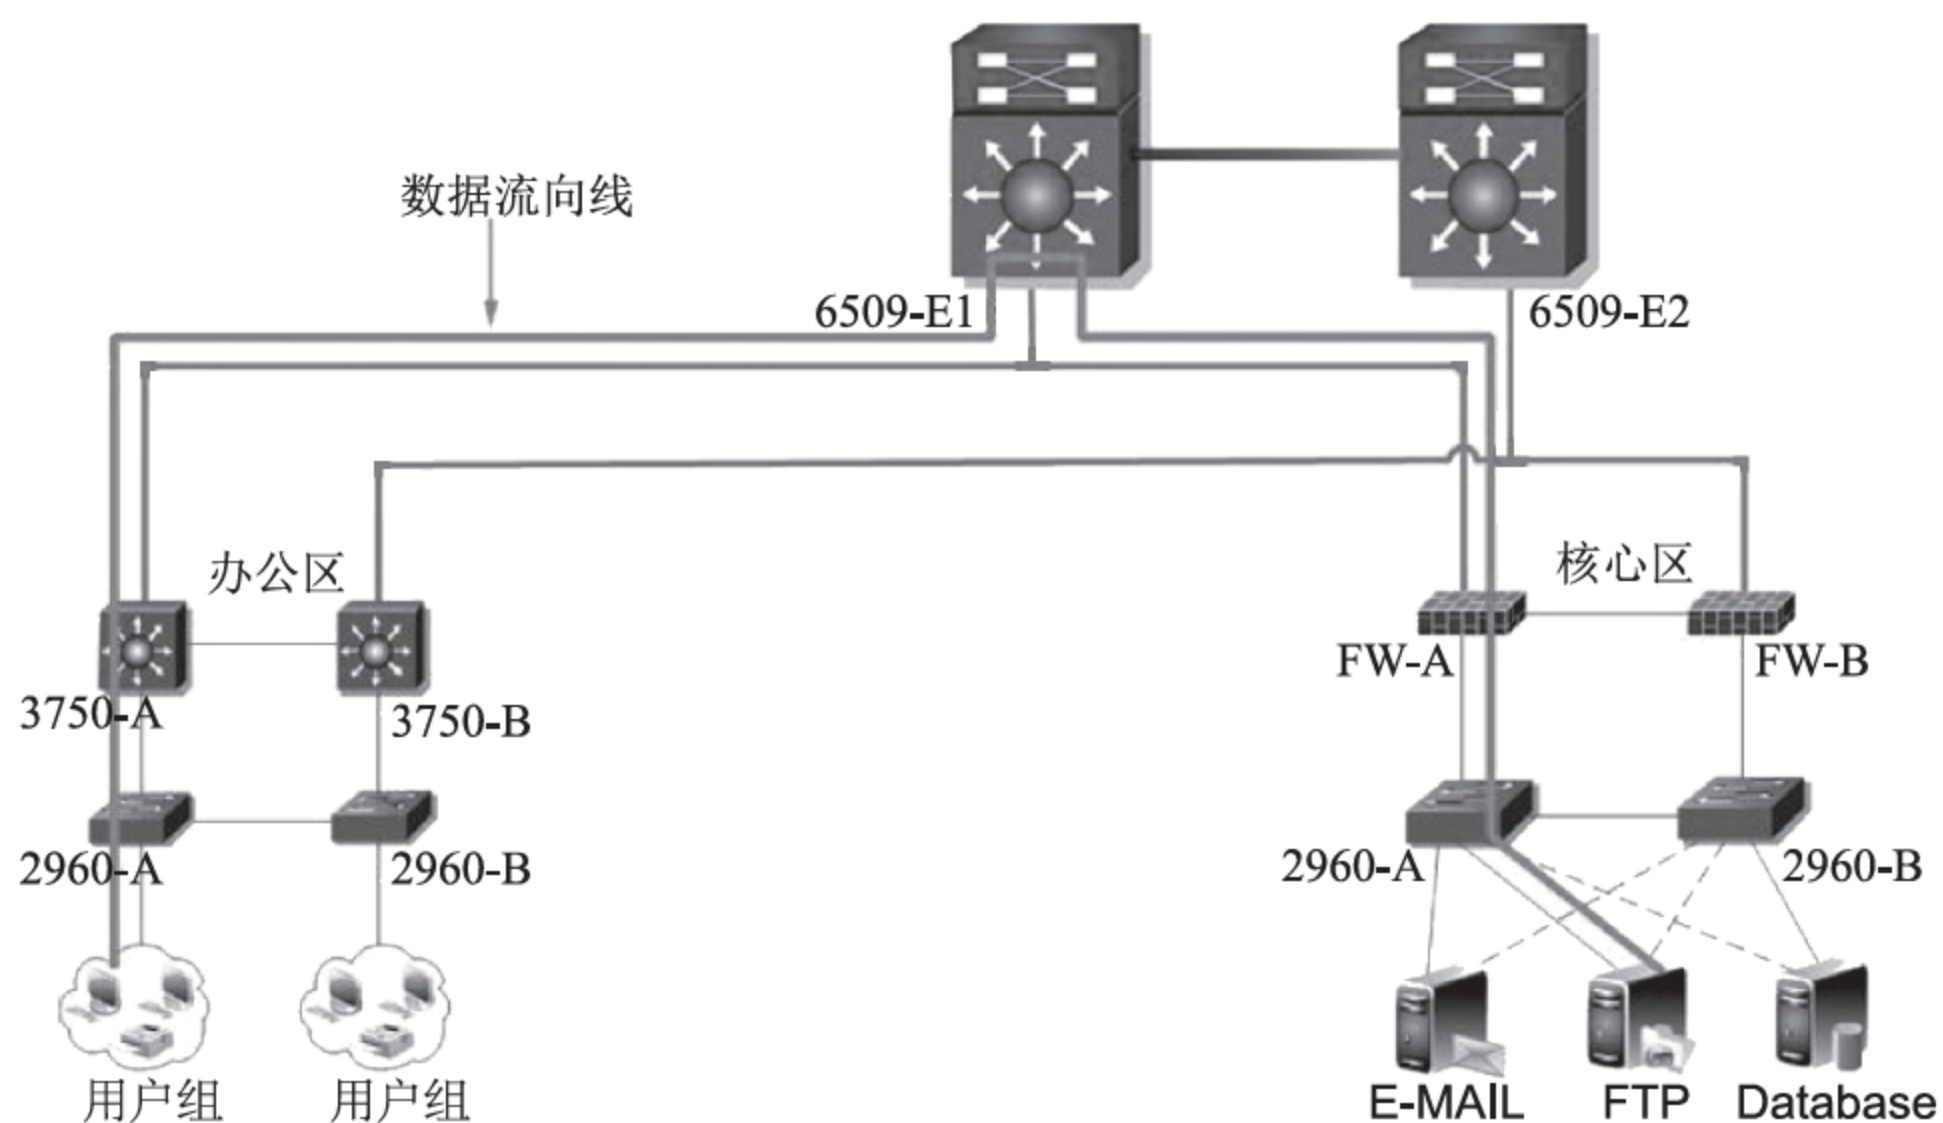 数据流向线
6509-E1
6509-E2
办公区
核心区
FW-A
FW-B
3750-A
3750-B
2960-A
2960-B
2960-A
2960-B
用户组
用户组
E-MAIL
FTP
Database